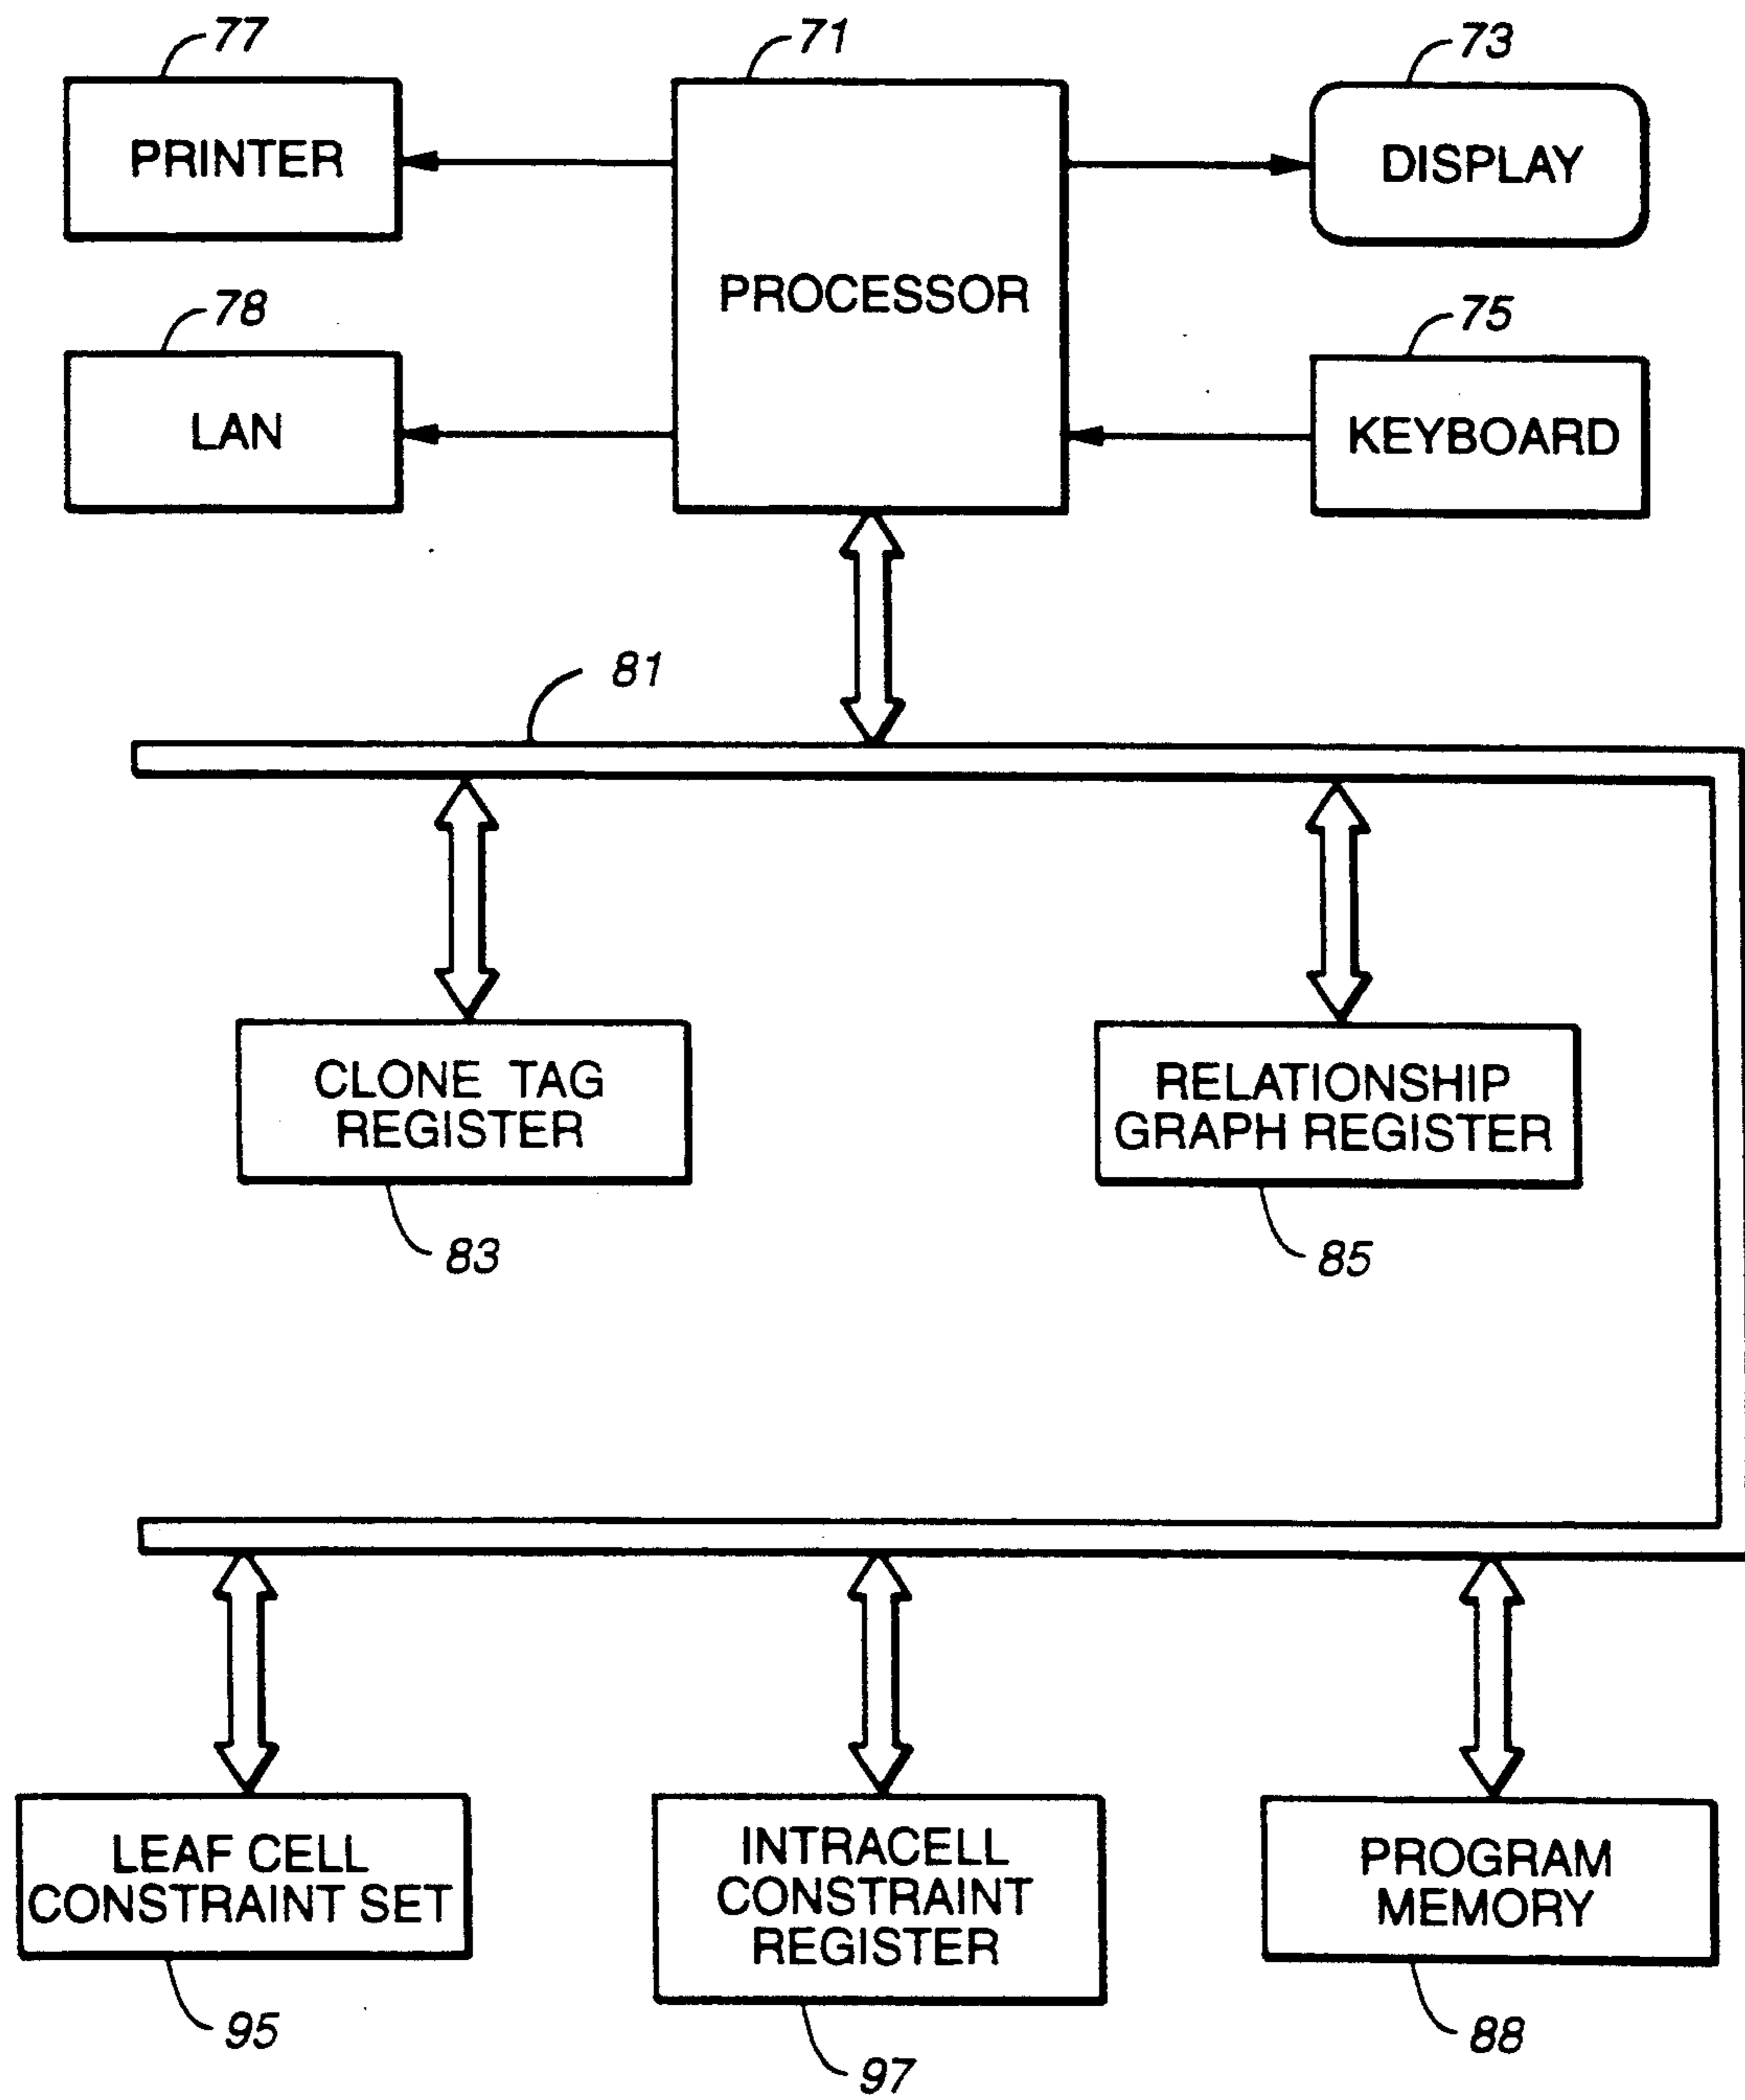 77
71
73
PRINTER
PROCESSOR
DISPLAY
78
75
LAN
KEYBOARD
81
CLONE TAG
REGISTER
83
RELATIONSHIP
GRAPH REGISTER
85
LEAF CELL
CONSTRAINT SET
95
INTRACELL
CONSTRAINT
REGISTER
97
PROGRAM
MEMORY
88